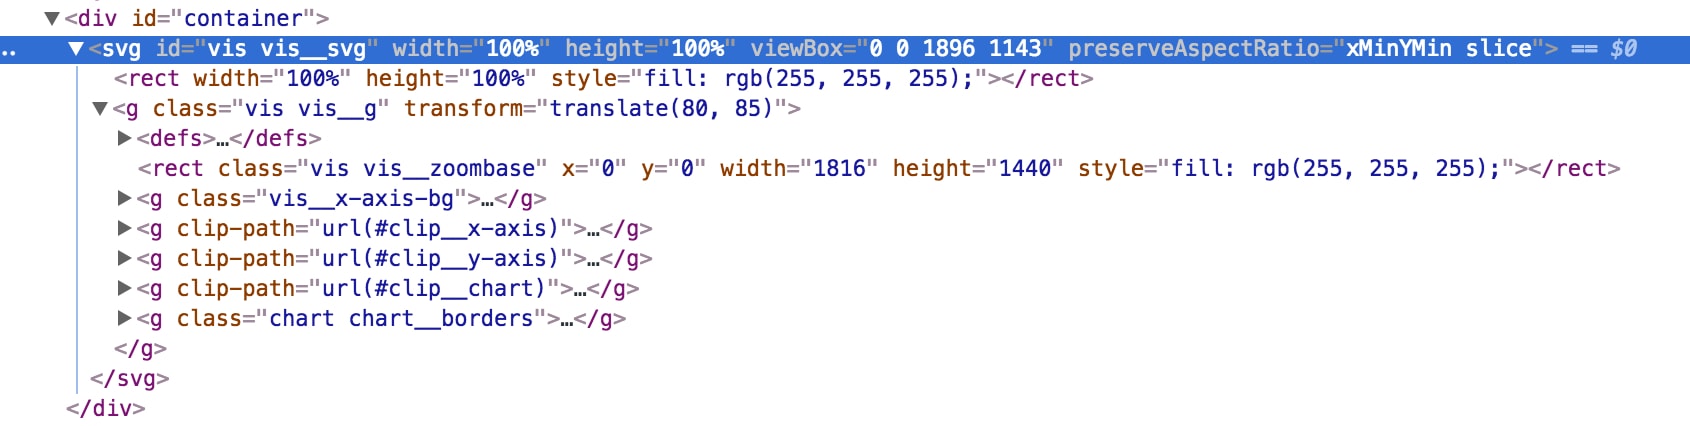 ▼<div id="container">
..▼<svg id="vis vis__svg" width="100%" height="100%" viewBox="0 0 1896 1143" preserveAspectRatio="xMinYMin slice"> == $0
<rect width="100%" height="100%" style="fill: rgb(255, 255, 255);"></rect>
▼<g class="vis vis__g" transform="translate(80, 85)">
▶<defs>…</defs>
<rect class="vis vis__zoombase" x="0" y="0" width="1816" height="1440" style="fill: rgb(255, 255, 255);"></rect>
▶<g class="vis__x-axis-bg">…</g>
▶<g clip-path="url(#clip__x-axis)">…</g>
▶<g clip-path="url(#clip__y-axis)">…</g>
▶<g clip-path="url(#clip__chart)">…</g>
▶<g class="chart chart__borders">…</g>
</g>
</svg>
</div>